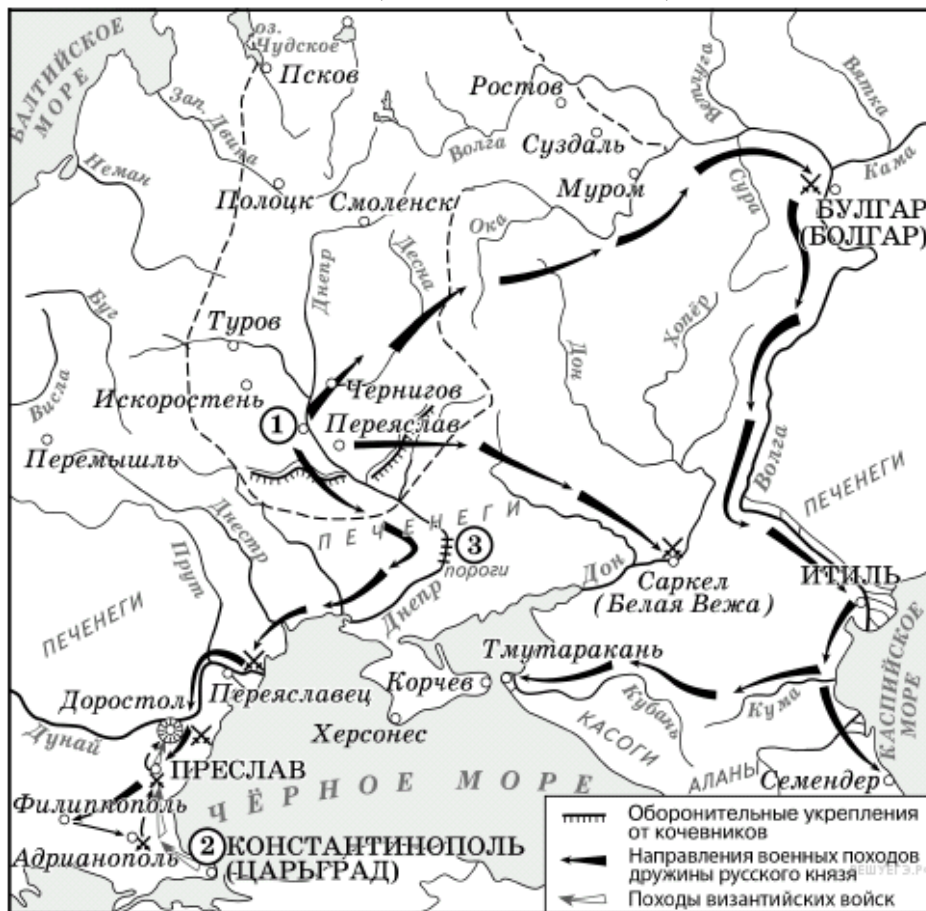 БАЛТИЙСКОЕ
МОРЕ
оз.
Чудское
Псков
Зап. Двина
Неман
Полоцк
Смоленск
Волга
Ростов
Суздаль
Муром
Ветлуга
Вятка
Кама
Сура
БУЛГАР
(БОЛГАР)
Ока
Днепр
Десна
Буг
Висла
Туров
Искоростень
Чернигов
1
Переяслав
Перемышль
Дон
Хопёр
Волга
ПЕЧЕНЕГИ
Днестр
Прут
ПЕЧЕНЕГИ
3
пороги
Днепр
Дон
Саркел
(Белая Вежа)
ИТИЛЬ
ПЕЧЕНЕГИ
Доростол
Переяславец
Корчев
Тмутаракань
Херсонес
Кубань
Кума
КАСОГИ
АЛАНЫ
КАСПИЙСКОЕ
МОРЕ
Семендер
Дунай
ПРЕСЛАВ
ЧЁРНОЕ МОРЕ
Филиппополь
Адрианополь
2
КОНСТАНТИНОПОЛЬ
(ЦАРЬГРАД)
Оборонительные укрепления
от кочевников
Направления военных походов
дружины русского князя
РЕШУЕГЭ.РФ
Походы византийских войск